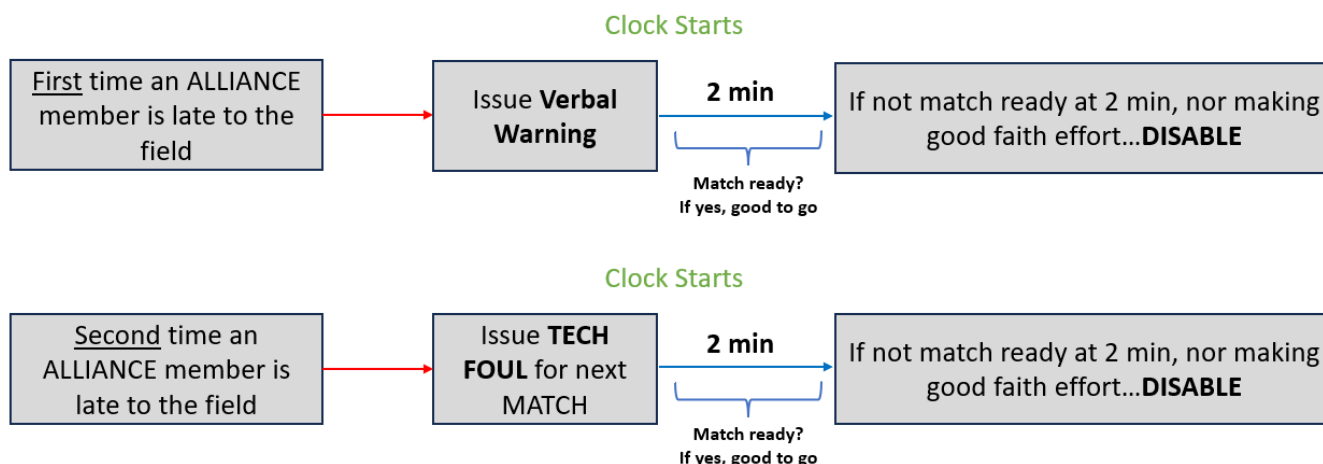 Clock Starts
First time an ALLIANCE
member is late to the
field
Issue Verbal
Warning
2 min
Match ready?
If yes, good to go
If not match ready at 2 min, nor making
good faith effort...DISABLE
Clock Starts
Second time an
ALLIANCE member is
late to the field
Issue TECH
FOUL for next
MATCH
2 min
Match ready?
If yes, good to go
If not match ready at 2 min, nor making
good faith effort...DISABLE